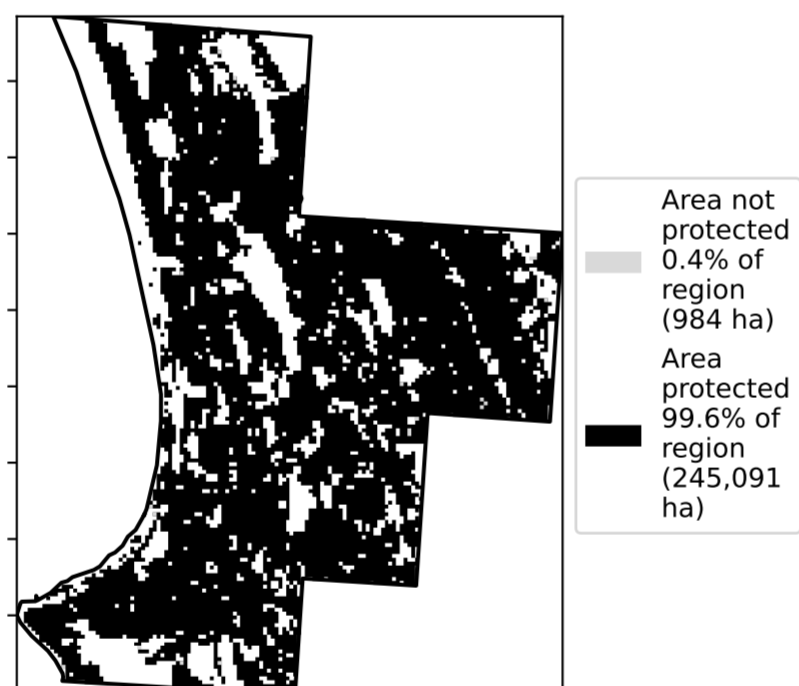 Area not
protected
0.4% of
region
(984 ha)
Area
protected
99.6% of
region
(245,091
ha)